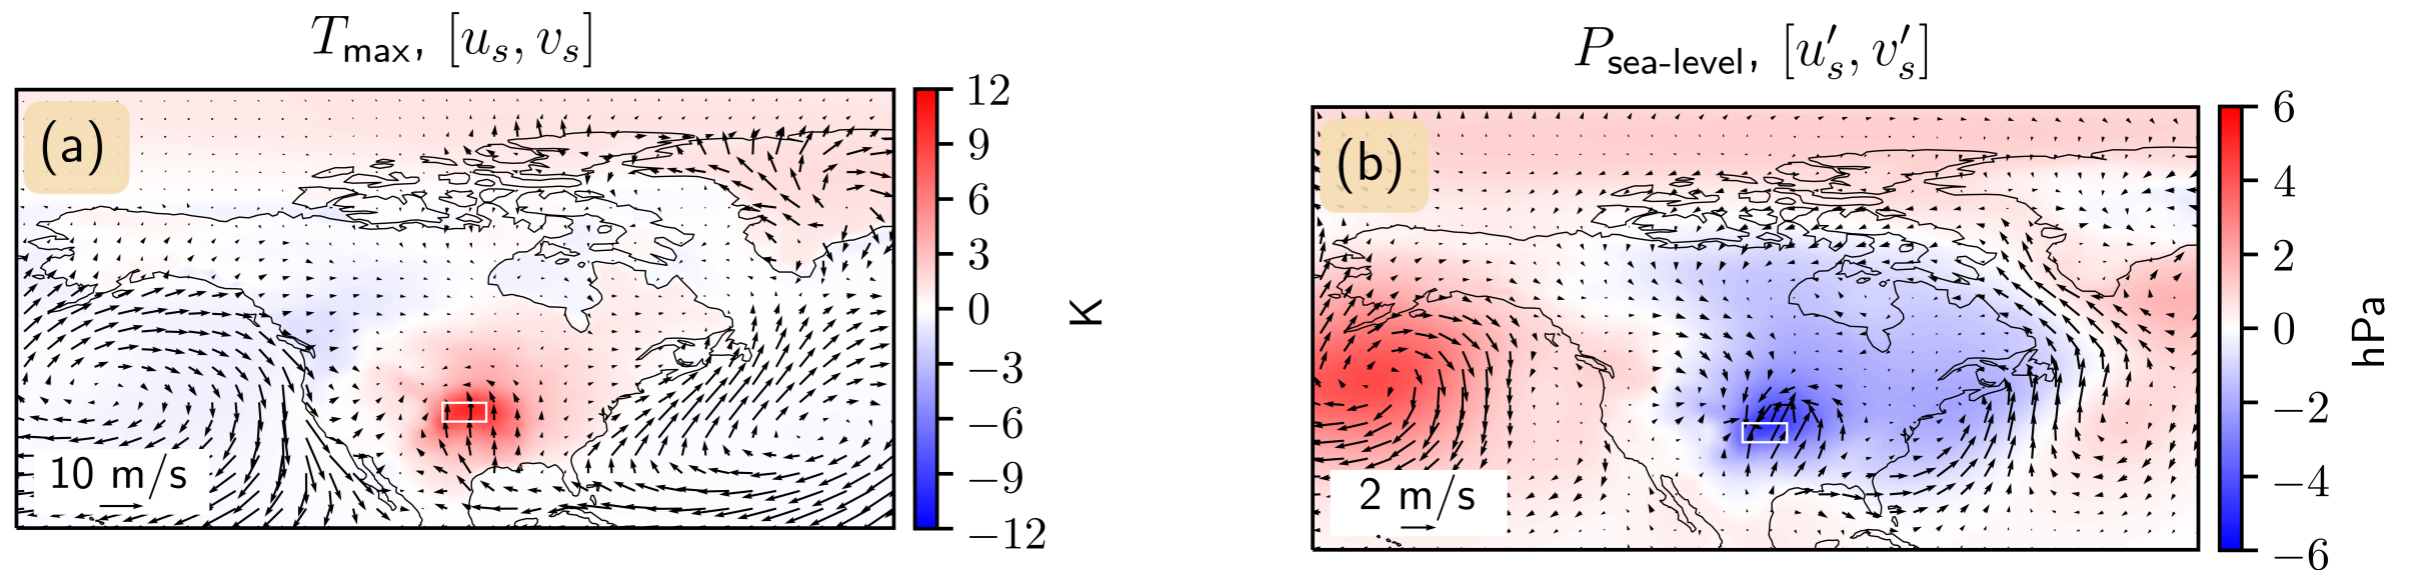 T_max, [u_s, v_s]
(a)
10 m/s
12
9
6
3
0
−3
−6
−9
−12
K
P_sea-level, [u′_s, v′_s]
(b)
2 m/s
6
4
2
0
−2
−4
−6
hPa